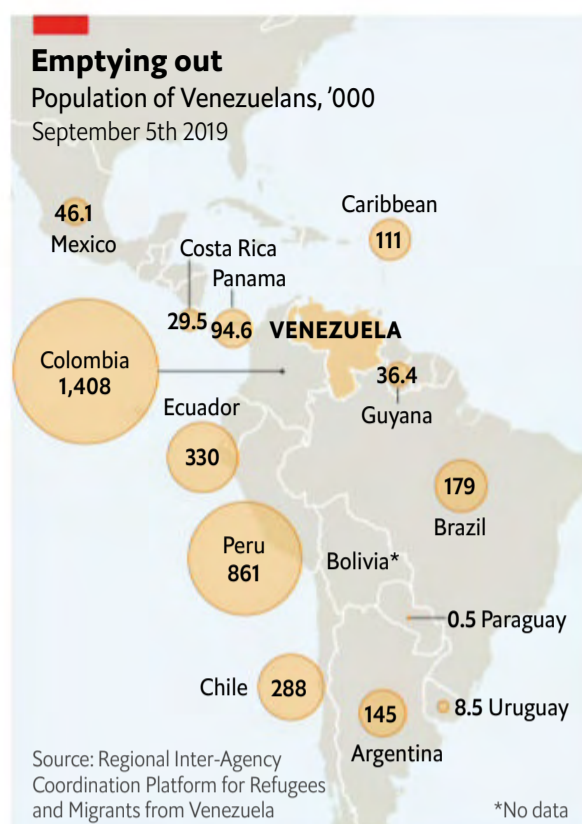 Emptying out
Population of Venezuelans, ’000
September 5th 2019
Caribbean
111
46.1
Mexico
Costa Rica
29.5
Panama
94.6
VENEZUELA
Colombia
1,408
36.4
Guyana
Ecuador
330
179
Brazil
Peru
861
Bolivia*
0.5 Paraguay
Chile
288
145
Argentina
8.5 Uruguay
Source: Regional Inter-Agency
Coordination Platform for Refugees
and Migrants from Venezuela
*No data